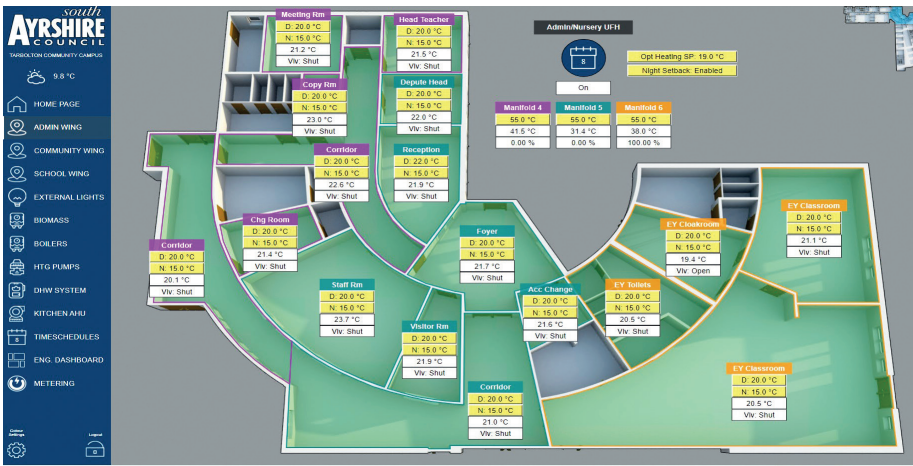 south
AYRSHIRE
COUNCIL
TARBOLTON COMMUNITY CAMPUS
9.8 °C
HOME PAGE
ADMIN WING
COMMUNITY WING
SCHOOL WING
EXTERNAL LIGHTS
BIOMASS
BOILERS
HTG PUMPS
DHW SYSTEM
KITCHEN AHU
TIMESCHEDULES
ENG. DASHBOARD
METERING
Colour
Settings
Logout
Meeting Rm
D: 20.0 °C
N: 15.0 °C
21.2 °C
Vlv: Shut
Head Teacher
D: 20.0 °C
N: 15.0 °C
21.5 °C
Vlv: Shut
Copy Rm
D: 20.0 °C
N: 15.0 °C
23.0 °C
Vlv: Shut
Depute Head
D: 20.0 °C
N: 15.0 °C
22.0 °C
Vlv: Shut
Corridor
D: 20.0 °C
N: 15.0 °C
22.6 °C
Vlv: Shut
Reception
D: 22.0 °C
N: 15.0 °C
21.9 °C
Vlv: Shut
Admin/Nursery UFH
8
On
Opt Heating SP: 19.0 °C
Night Setback: Enabled
Manifold 4
55.0 °C
41.5 °C
0.00 %
Manifold 5
55.0 °C
31.4 °C
0.00 %
Manifold 6
55.0 °C
38.0 °C
100.00 %
Chg Room
D: 20.0 °C
N: 15.0 °C
21.4 °C
Vlv: Shut
Corridor
D: 20.0 °C
N: 15.0 °C
20.1 °C
Vlv: Shut
Foyer
D: 20.0 °C
N: 15.0 °C
21.7 °C
Vlv: Shut
EY Cloakroom
D: 20.0 °C
N: 15.0 °C
19.4 °C
Vlv: Open
EY Classroom
D: 20.0 °C
N: 15.0 °C
21.1 °C
Vlv: Shut
Staff Rm
D: 20.0 °C
N: 15.0 °C
23.7 °C
Vlv: Shut
Acc Change
D: 20.0 °C
N: 15.0 °C
21.6 °C
Vlv: Shut
EY Toilets
D: 20.0 °C
N: 15.0 °C
20.5 °C
Vlv: Shut
Visitor Rm
D: 20.0 °C
N: 15.0 °C
21.9 °C
Vlv: Shut
Corridor
D: 20.0 °C
N: 15.0 °C
21.0 °C
Vlv: Shut
EY Classroom
D: 20.0 °C
N: 15.0 °C
20.5 °C
Vlv: Shut